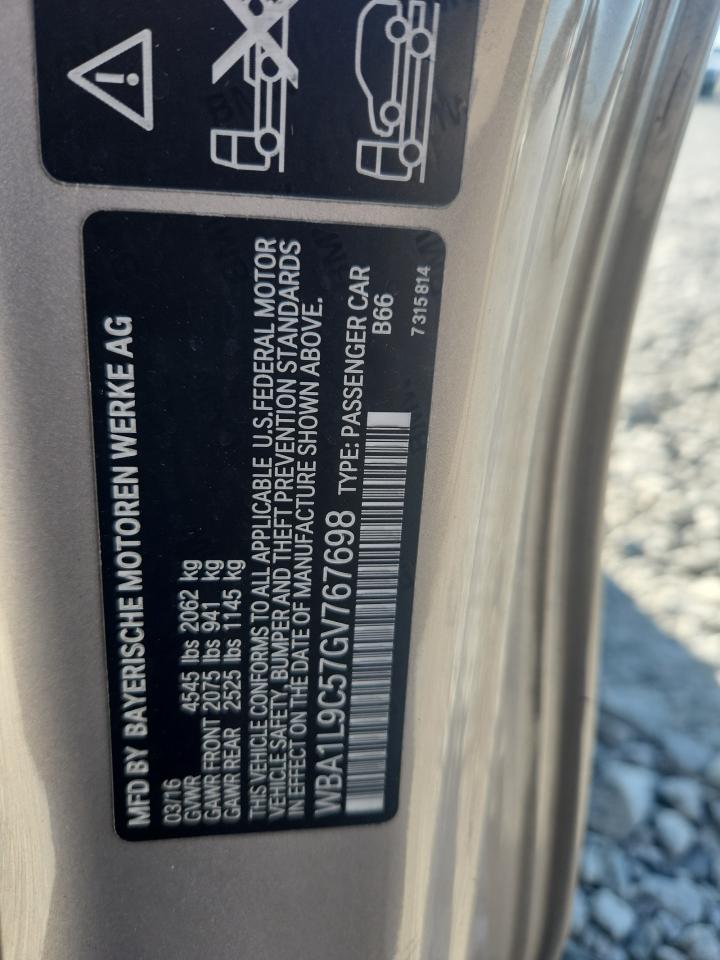 MFD BY BAYERISCHE MOTOREN WERKE AG
03/16
GVWR 4545 lbs 2062 kg
GAWR FRONT 2075 lbs 941 kg
GAWR REAR 2525 lbs 1145 kg
THIS VEHICLE CONFORMS TO ALL APPLICABLE U.S. FEDERAL MOTOR
VEHICLE SAFETY, BUMPER AND THEFT PREVENTION STANDARDS
IN EFFECT ON THE DATE OF MANUFACTURE SHOWN ABOVE.
WBA1L9C57GV767698 TYPE: PASSENGER CAR
B66
7315814